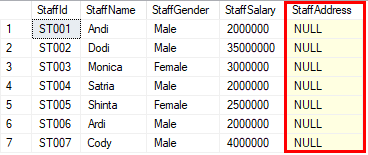 StaffId StaffName StaffGender StaffSalary StaffAddress
1 ST001 Andi Male 2000000 NULL
2 ST002 Dodi Male 35000000 NULL
3 ST003 Monica Female 3000000 NULL
4 ST004 Satria Male 2000000 NULL
5 ST005 Shinta Female 2500000 NULL
6 ST006 Ardi Male 2000000 NULL
7 ST007 Cody Male 4000000 NULL